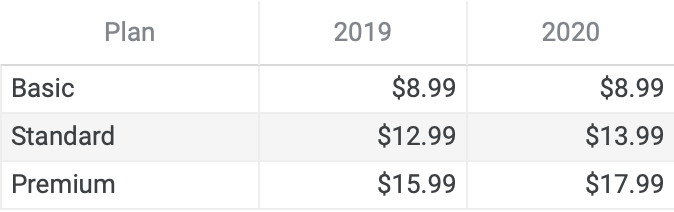 Plan 2019 2020
Basic $8.99 $8.99
Standard $12.99 $13.99
Premium $15.99 $17.99